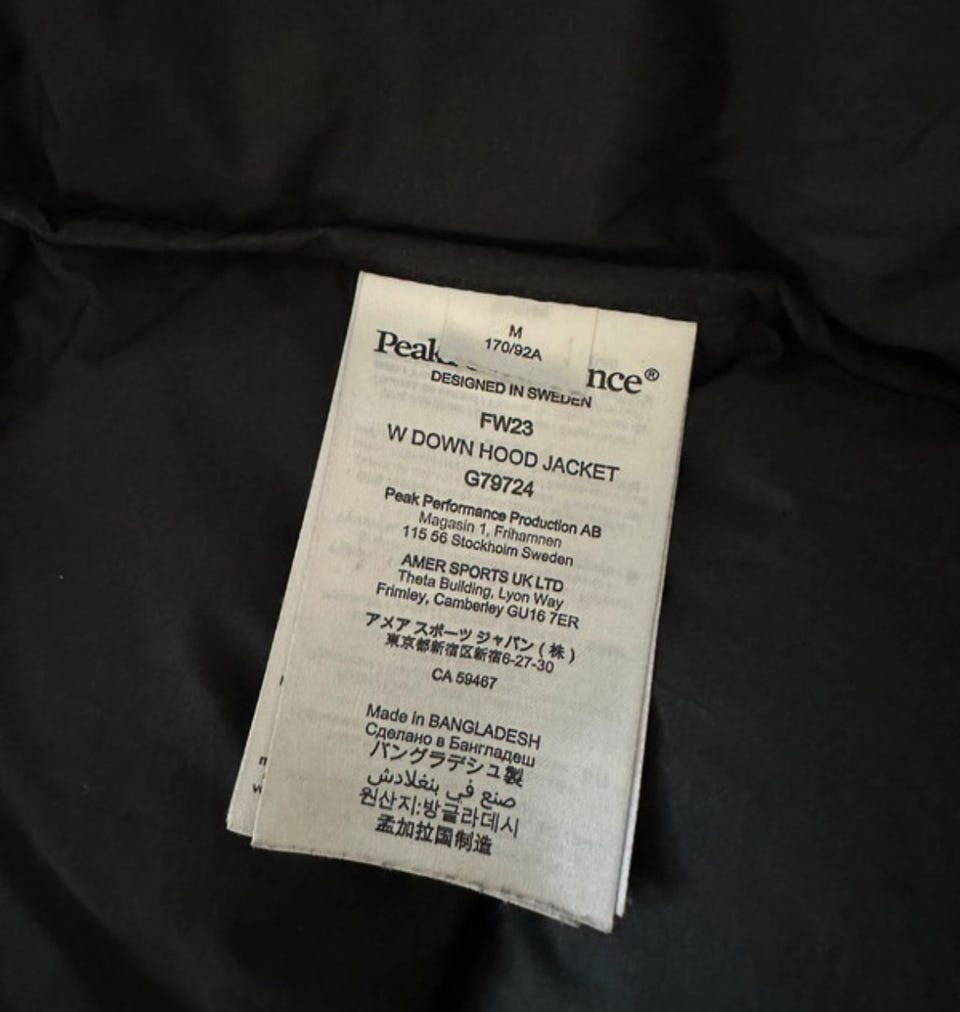 M
170/92A
Peak nce®
DESIGNED IN SWEDEN
FW23
W DOWN HOOD JACKET
G79724
Peak Performance Production AB
Magasin 1, Frihamnen
115 56 Stockholm Sweden
AMER SPORTS UK LTD
Theta Building, Lyon Way
Frimley, Camberley GU16 7ER
アメア スポーツ ジャパン (株)
東京都新宿区新宿6-27-30
CA 59467
Made in BANGLADESH
Сделано в Бангладеш
バングラデシュ製
صنع في بنغلادش
원산지:방글라데시
孟加拉国制造